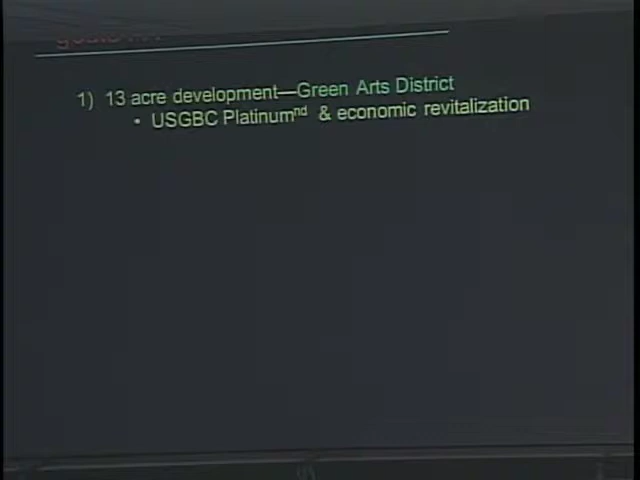 1) 13 acre development—Green Arts District
• USGBC Platinumnd & economic revitalization